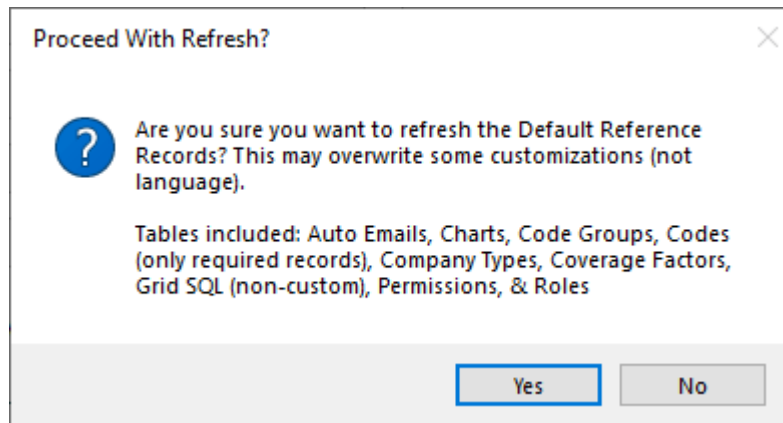 Proceed With Refresh?
Are you sure you want to refresh the Default Reference
Records? This may overwrite some customizations (not
language).
Tables included: Auto Emails, Charts, Code Groups, Codes
(only required records), Company Types, Coverage Factors,
Grid SQL (non-custom), Permissions, & Roles
Yes
No